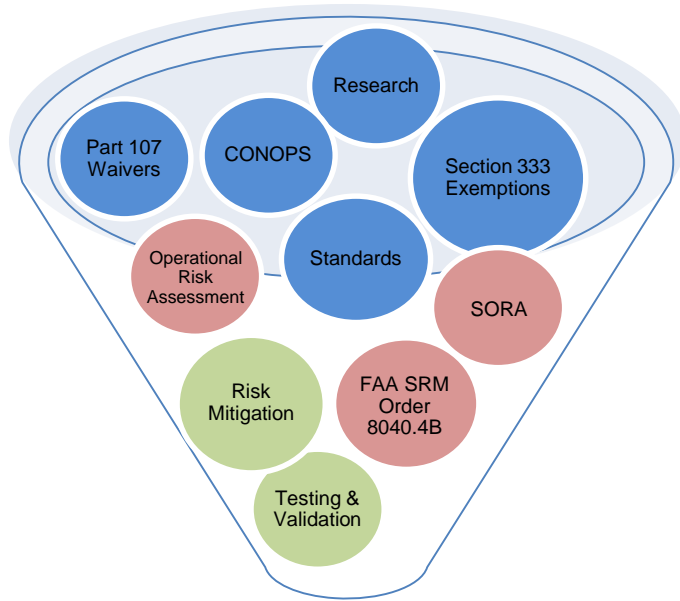 Research
Part 107
Waivers
CONOPS
Section 333
Exemptions
Operational
Risk
Assessment
Standards
SORA
Risk
Mitigation
FAA SRM
Order
8040.4B
Testing &
Validation